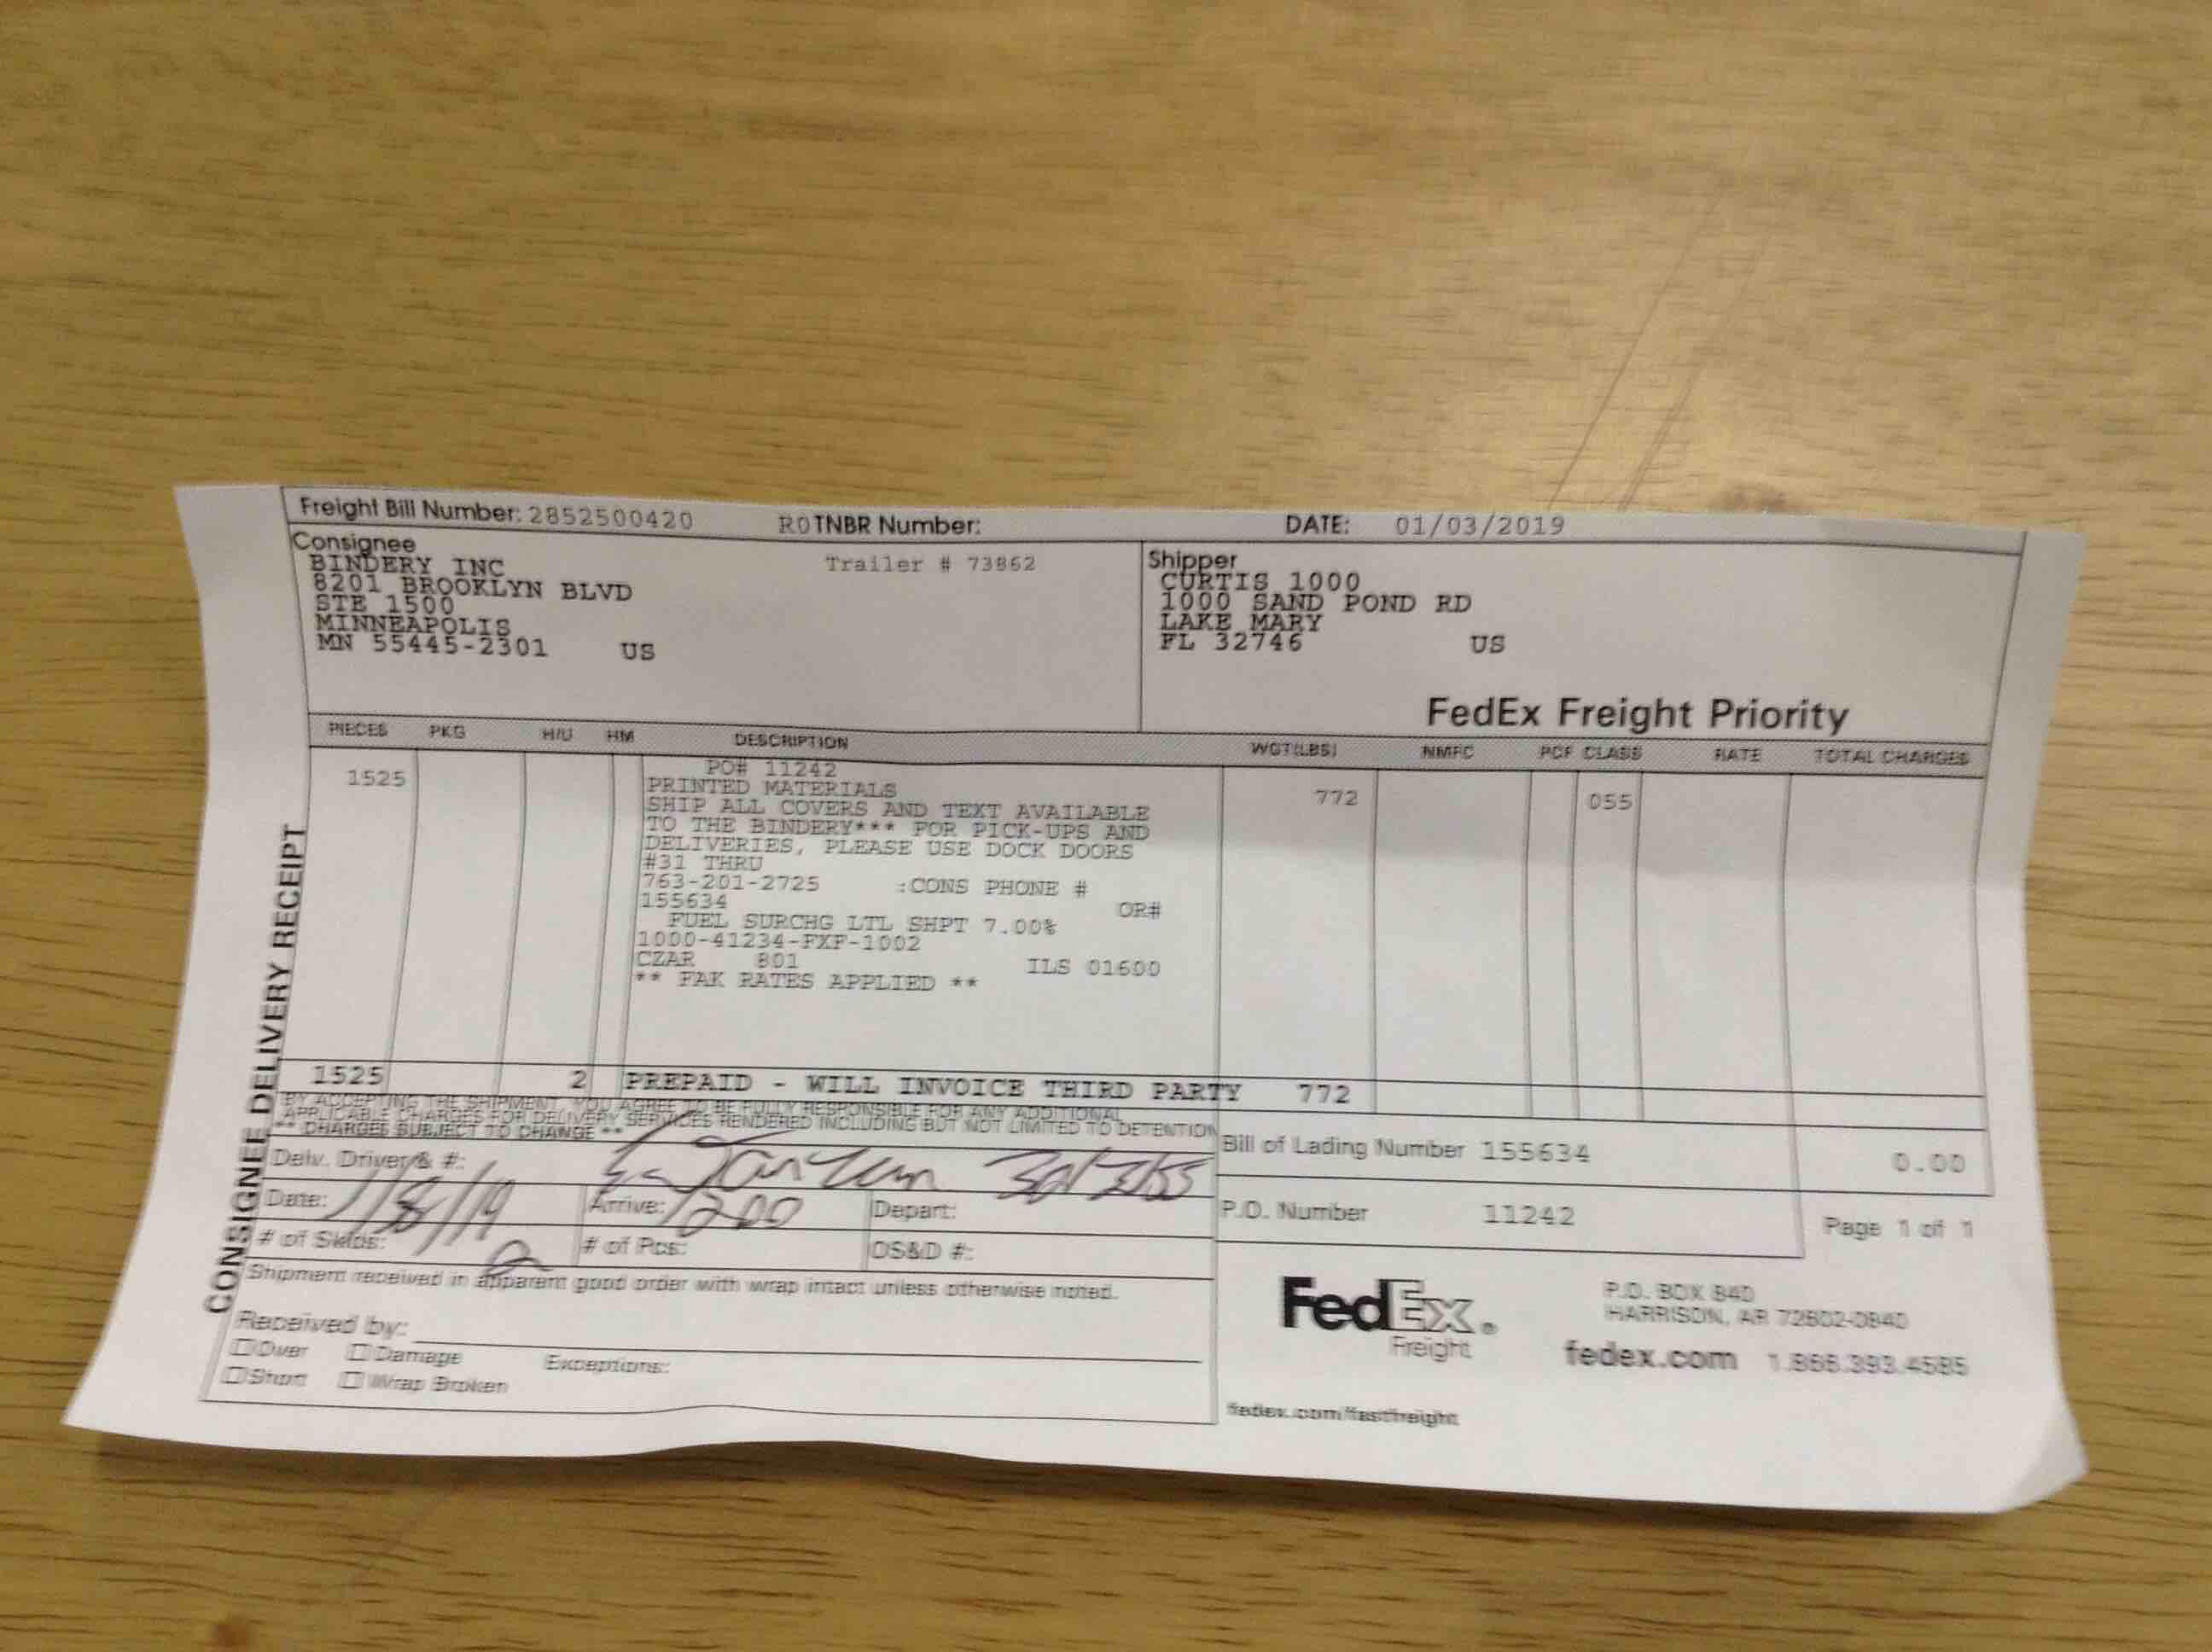 Freight Bill Number: 2852500420 ROTNBR Number: DATE: 01/03/2019
Consignee
BINDERY INC Trailer # 73862
8201 BROOKLYN BLVD
STE 1500
MINNEAPOLIS
MN 55445-2301 US
Shipper
CURTIS 1000
1000 SAND POND RD
LAKE MARY
FL 32746 US
FedEx Freight Priority
PIECES PKG H/U HM DESCRIPTION WGT(LBS) NMFC PCF CLASS RATE TOTAL CHARGES
PO# 11242
1525 PRINTED MATERIALS 772 055
SHIP ALL COVERS AND TEXT AVAILABLE
TO THE BINDERY*** FOR PICK-UPS AND
DELIVERIES, PLEASE USE DOCK DOORS
#31 THRU
763-201-2725 :CONS PHONE #
155634 OR#
FUEL SURCHG LTL SHPT 7.00%
1000-41234-FXF-1002
CZAR 801 ILS 01600
** FAK RATES APPLIED **
1525 2 PREPAID - WILL INVOICE THIRD PARTY 772
BY ACCEPTING THE SHIPMENT, YOU AGREE TO BE FULLY RESPONSIBLE FOR ANY ADDITIONAL
APPLICABLE CHARGES FOR DELIVERY SERVICES RENDERED INCLUDING BUT NOT LIMITED TO DETENTION
** CHARGES SUBJECT TO CHANGE **
Delv. Driver & #:
Date: 1/8/19 Arrive: 1200 Depart:
# of Skids: 2 # of Pcs: OS&D #:
Shipment received in apparent good order with wrap intact unless otherwise noted.
Received by:
Over Damage Exceptions:
Short Wrap Broken
Bill of Lading Number 155634 0.00
P.O. Number 11242 Page 1 of 1
FedEx®
Freight
P.O. BOX 840
HARRISON, AR 72602-0840
fedex.com 1.866.393.4585
fedex.com/fastfreight
CONSIGNEE DELIVERY RECEIPT